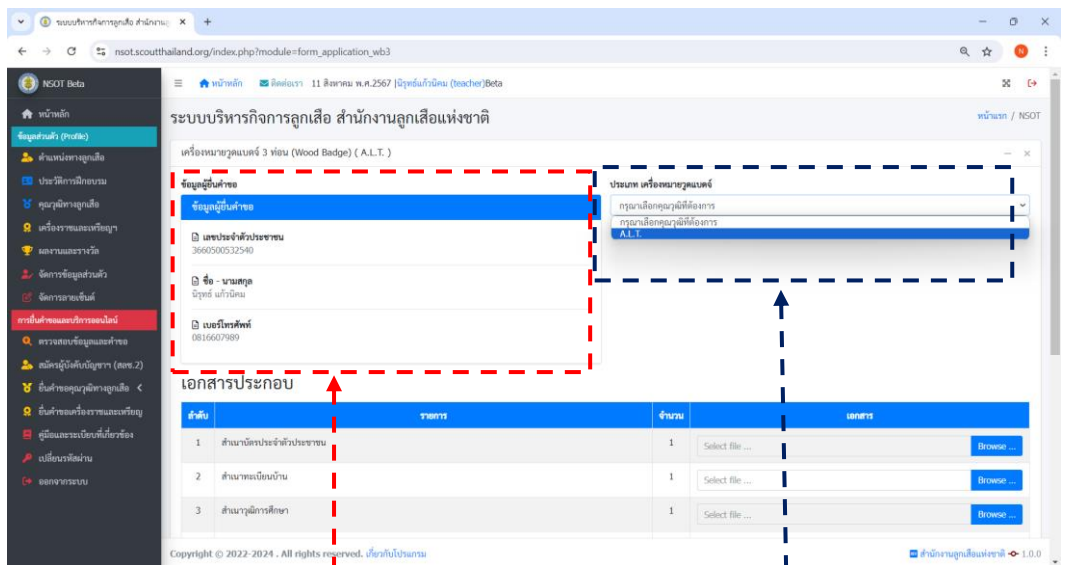 ระบบบริหารกิจการลูกเสือ สำนักงานลู
nsot.scoutthailand.org/index.php?module=form_application_wb3
N
NSOT Beta
หน้าหลัก
ติดต่อเรา
11 สิงหาคม พ.ศ.2567 |นิรุทธ์แก้วนิคม (teacher)Beta
หน้าหลัก
ข้อมูลส่วนตัว (Profile)
ตำแหน่งทางลูกเสือ
ประวัติการฝึกอบรม
คุณวุฒิทางลูกเสือ
เครื่องราชและเหรียญฯ
ผลงานและรางวัล
จัดการข้อมูลส่วนตัว
จัดการลายเซ็นต์
การยื่นคำขอและบริการออนไลน์
ตรวจสอบข้อมูลและคำขอ
สมัครผู้บังคับบัญชาฯ (ลสช.2)
ยื่นคำขอคุณวุฒิทางลูกเสือ
ยื่นคำขอเครื่องราชและเหรียญ
คู่มือและระเบียบที่เกี่ยวข้อง
เปลี่ยนรหัสผ่าน
ออกจากระบบ
ระบบบริหารกิจการลูกเสือ สำนักงานลูกเสือแห่งชาติ
หน้าแรก / NSOT
เครื่องหมายวูดแบดจ์ 3 ท่อน (Wood Badge) ( A.L.T. )
ข้อมูลผู้ยื่นคำขอ
ข้อมูลผู้ยื่นคำขอ
เลขประจำตัวประชาชน
3660500532540
ชื่อ - นามสกุล
นิรุทธ์ แก้วนิคม
เบอร์โทรศัพท์
0816607989
ประเภท เครื่องหมายวูดแบดจ์
กรุณาเลือกคุณวุฒิที่ต้องการ
กรุณาเลือกคุณวุฒิที่ต้องการ
A.L.T.
เอกสารประกอบ
ลำดับ รายการ จำนวน เอกสาร
1 สำเนาบัตรประจำตัวประชาชน 1 Select file ... Browse ...
2 สำเนาทะเบียนบ้าน 1 Select file ... Browse ...
3 สำเนาวุฒิการศึกษา 1 Select file ... Browse ...
Copyright © 2022-2024 . All rights reserved. เกี่ยวกับโปรแกรม
สำนักงานลูกเสือแห่งชาติ 1.0.0